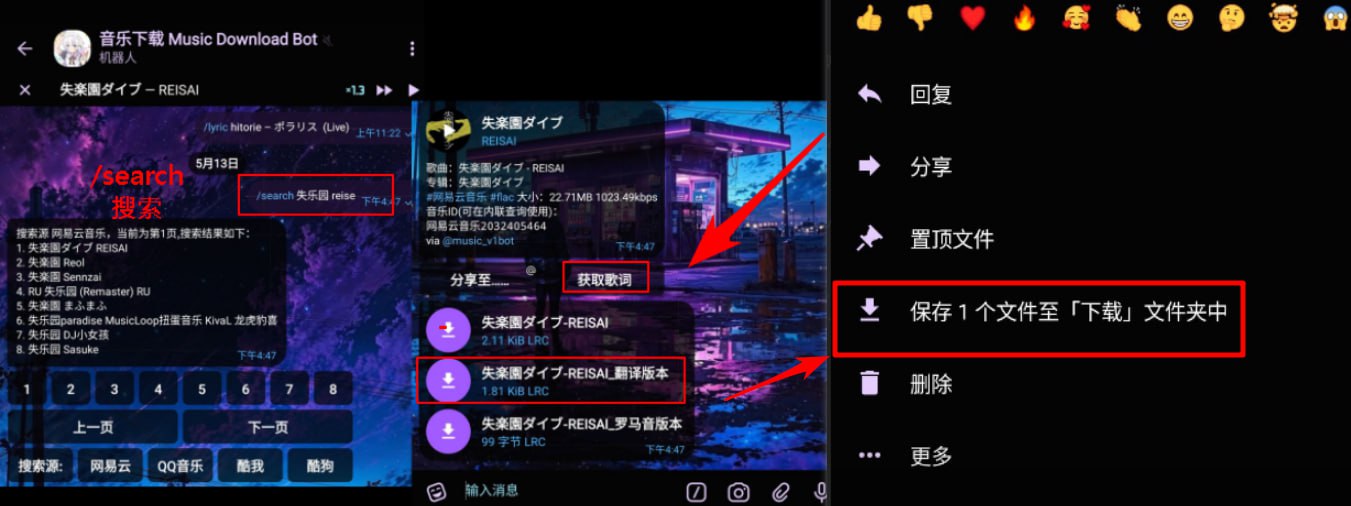 音乐下载 Music Download Bot
机器人
失楽園ダイブ — REISAI
×1.3
/lyric hitorie – ポラリス (Live) 上午11:22
5月13日
/search
搜索
/search 失乐园 reise 下午4:47
搜索源 网易云音乐，当前为第1页,搜索结果如下：
1. 失楽園ダイブ REISAI
2. 失楽園 Reol
3. 失楽園 Sennzai
4. RU 失乐园 (Remaster) RU
5. 失楽園 まふまふ
6. 失乐园paradise MusicLoop扭蛋音乐 KivaL 龙虎豹喜
7. 失乐园 DJ小女孩
8. 失乐园 Sasuke
下午4:47
1 2 3 4 5 6 7 8
上一页 下一页
搜索源: 网易云 QQ音乐 酷我 酷狗
失楽園ダイブ
REISAI
歌曲：失楽園ダイブ - REISAI
专辑：失楽園ダイブ
#网易云音乐 #flac 大小：22.71MB 1023.49kbps
音乐ID(可在内联查询使用)：
网易云音乐2032405464
via @music_v1bot
下午4:47
分享至...... @ 获取歌词
失楽園ダイブ-REISAI
2.11 KiB LRC
失楽園ダイブ-REISAI_翻译版本
1.81 KiB LRC
失楽園ダイブ-REISAI_罗马音版本
99 字节 LRC
下午4:47
输入消息
回复
分享
置顶文件
保存 1 个文件至「下载」文件夹中
删除
更多